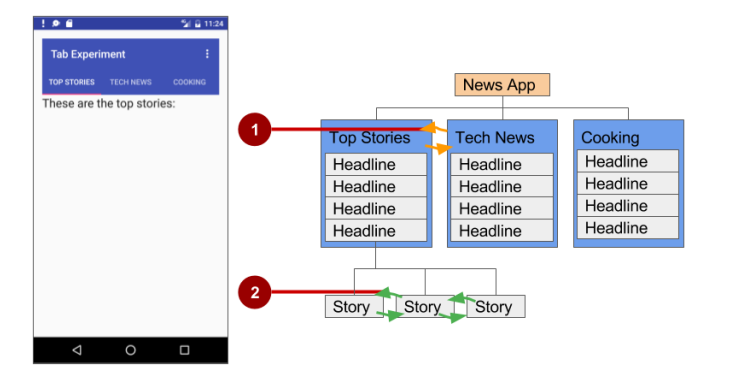 11:24
Tab Experiment
TOP STORIES TECH NEWS COOKING
These are the top stories:
News App
1
Top Stories
Headline
Headline
Headline
Headline
Tech News
Headline
Headline
Headline
Headline
Cooking
Headline
Headline
Headline
Headline
2
Story Story Story